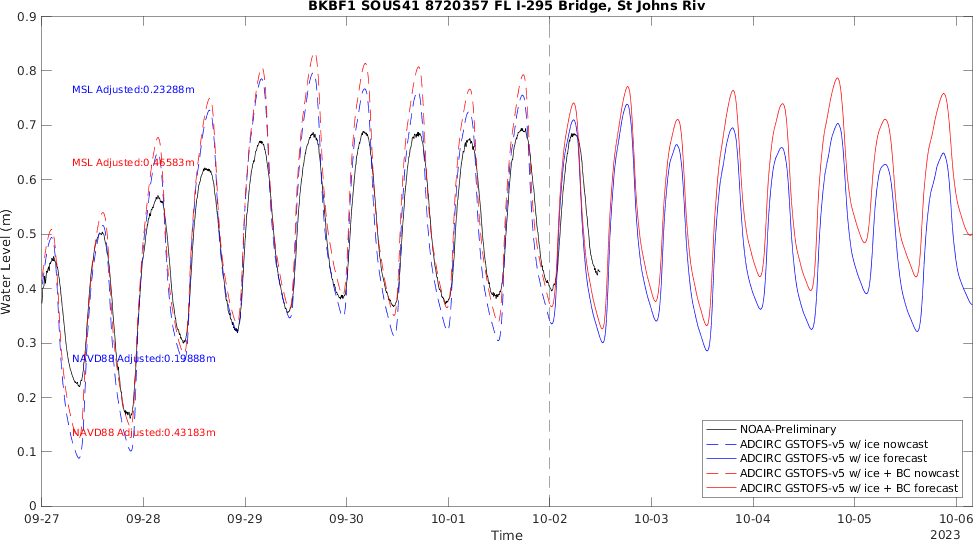 BKBF1 SOUS41 8720357 FL I-295 Bridge, St Johns Riv
0.9
0.8
0.7
0.6
0.5
0.4
0.3
0.2
0.1
0
Water Level (m)
MSL Adjusted:0.23288m
MSL Adjusted:0.46583m
NAVD88 Adjusted:0.19888m
NAVD88 Adjusted:0.43183m
NOAA-Preliminary
ADCIRC GSTOFS-v5 w/ ice nowcast
ADCIRC GSTOFS-v5 w/ ice forecast
ADCIRC GSTOFS-v5 w/ ice + BC nowcast
ADCIRC GSTOFS-v5 w/ ice + BC forecast
09-27 09-28 09-29 09-30 10-01 10-02 10-03 10-04 10-05 10-06
Time
2023